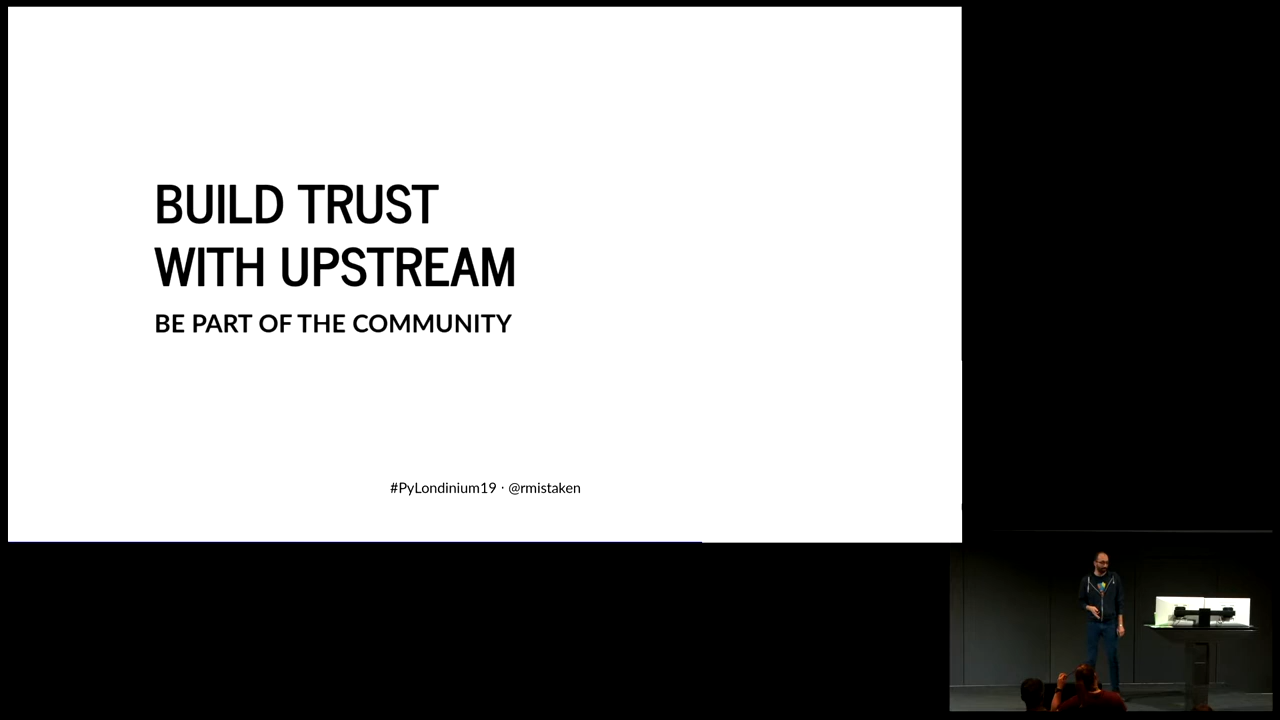 BUILD TRUST
WITH UPSTREAM
BE PART OF THE COMMUNITY
#PyLondinium19 · @rmistaken